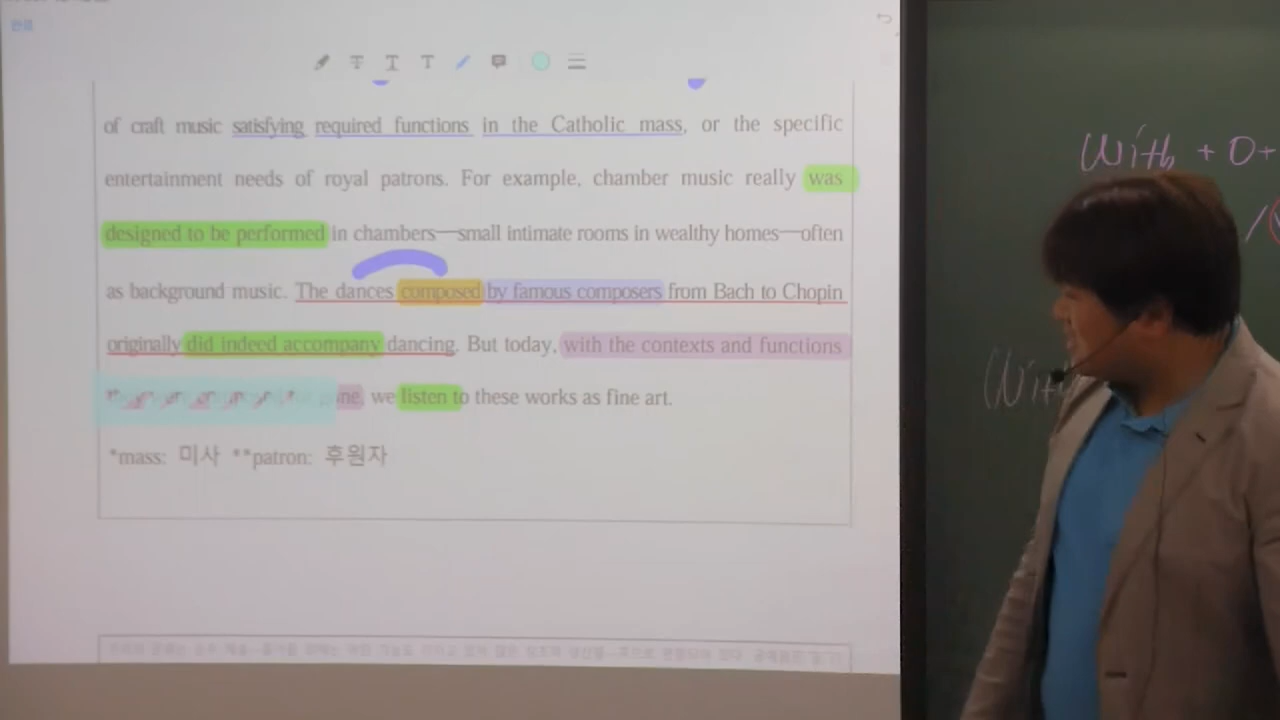 완료
of craft music satisfying required functions in the Catholic mass, or the specific
entertainment needs of royal patrons. For example, chamber music really was
designed to be performed in chambers—small intimate rooms in wealthy homes—often
as background music. The dances composed by famous composers from Bach to Chopin
originally did indeed accompany dancing. But today, with the contexts and functions
we listen to these works as fine art.
*mass: 미사 **patron: 후원자
With + O+
With